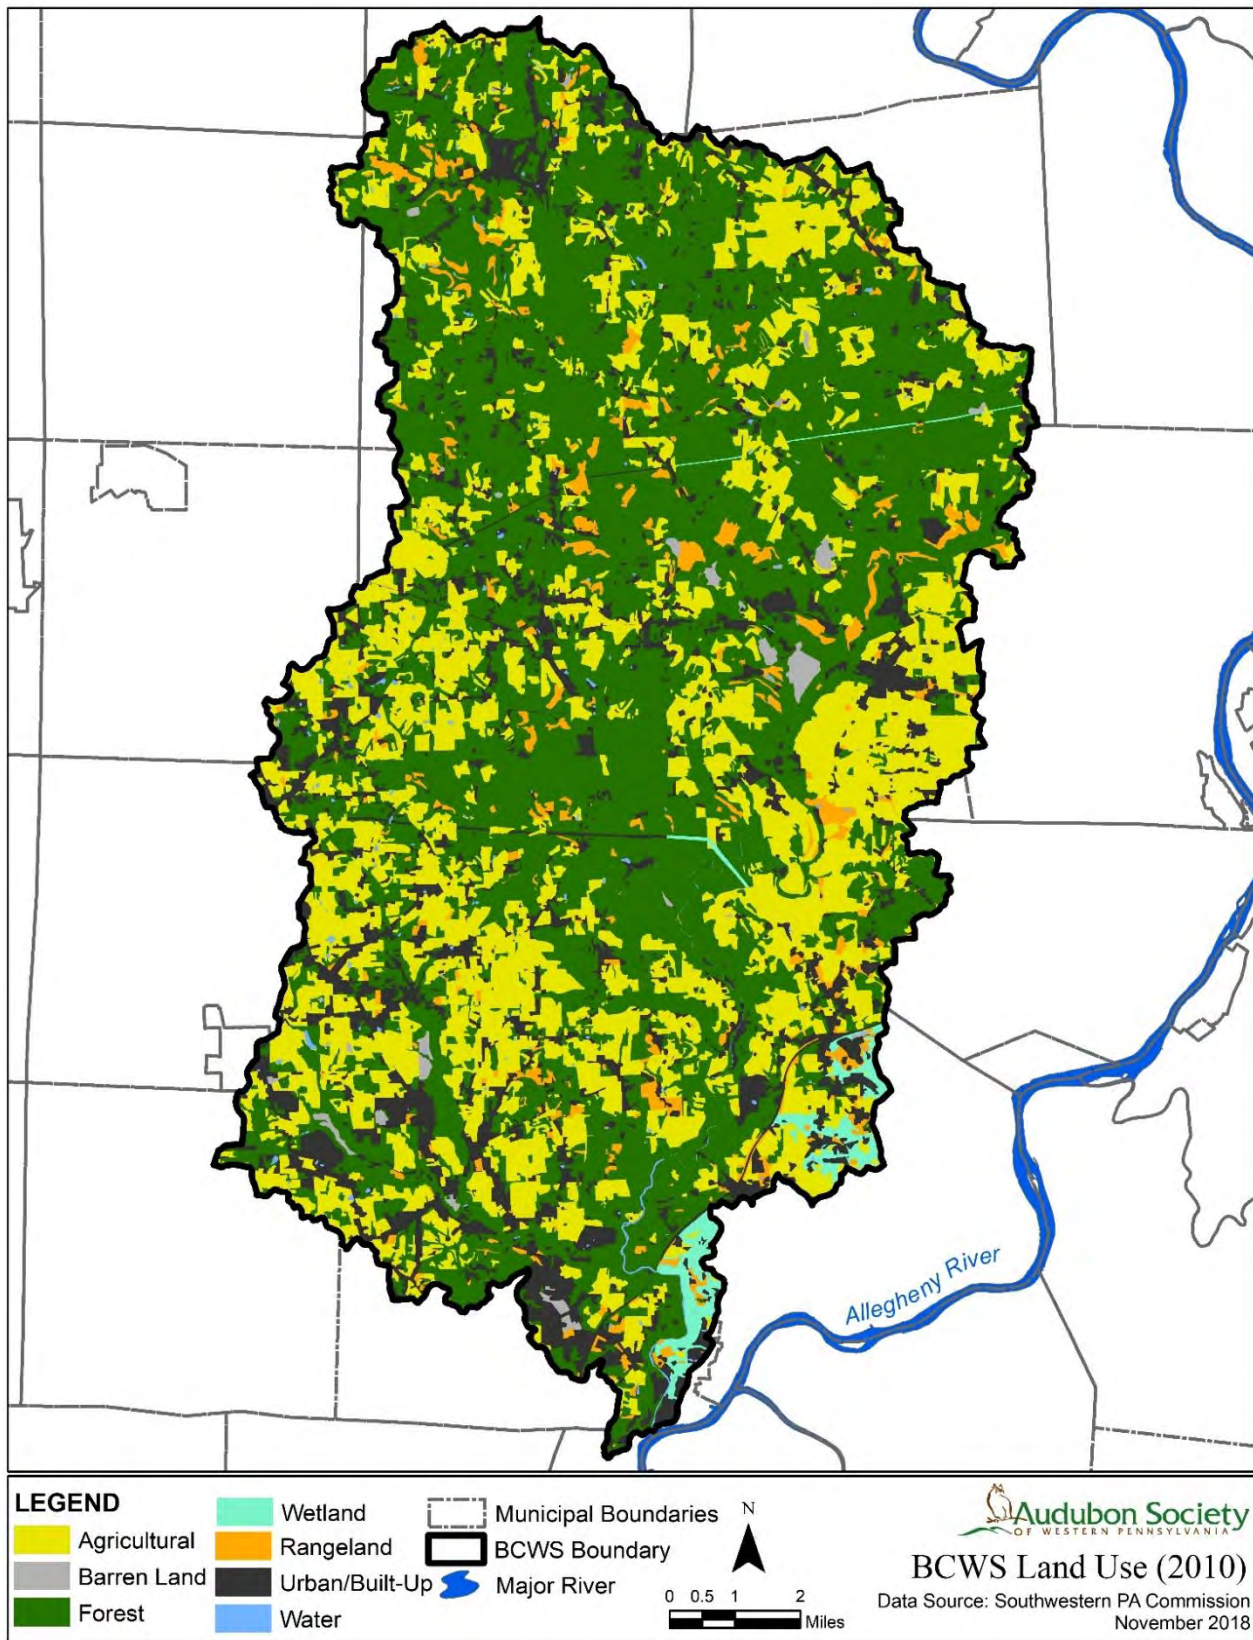 Allegheny River
LEGEND
Agricultural
Barren Land
Forest
Wetland
Rangeland
Urban/Built-Up
Water
Municipal Boundaries
BCWS Boundary
Major River
N
0 0.5 1 2
Miles
Audubon Society
OF WESTERN PENNSYLVANIA
BCWS Land Use (2010)
Data Source: Southwestern PA Commission
November 2018